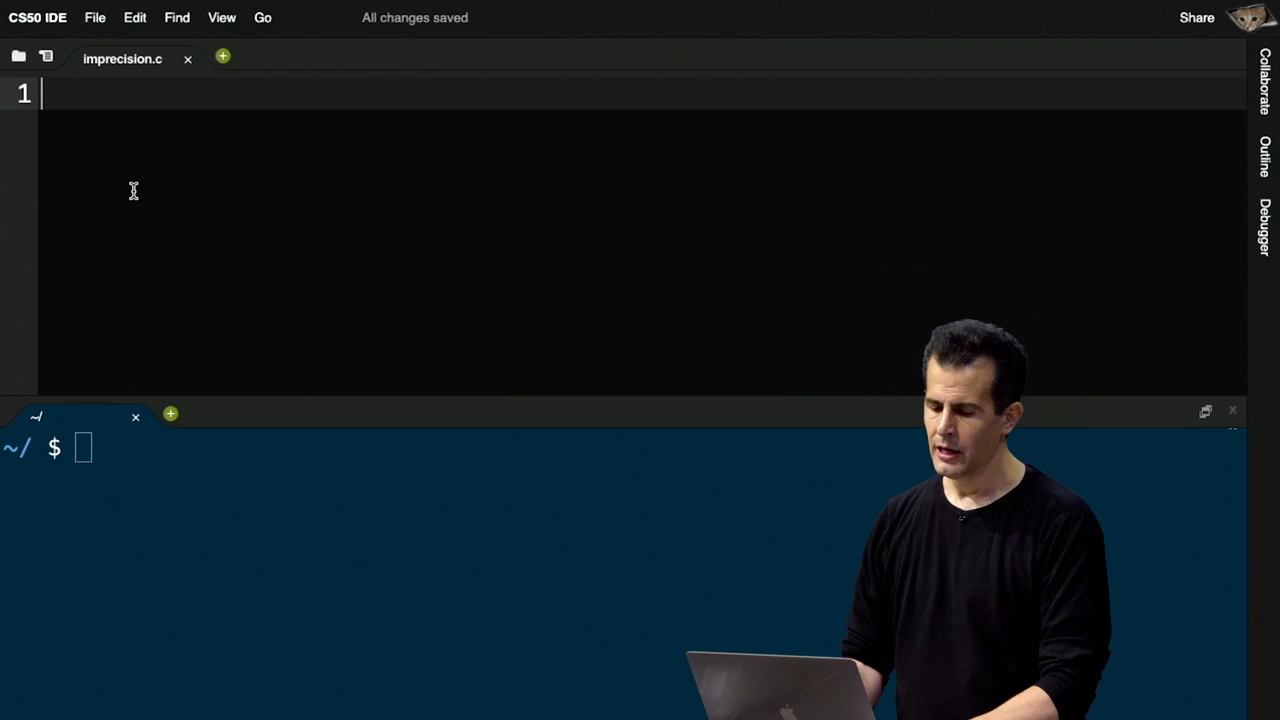 CS50 IDE File Edit Find View Go All changes saved Share
imprecision.c
1
~/
~/ $
Collaborate
Outline
Debugger